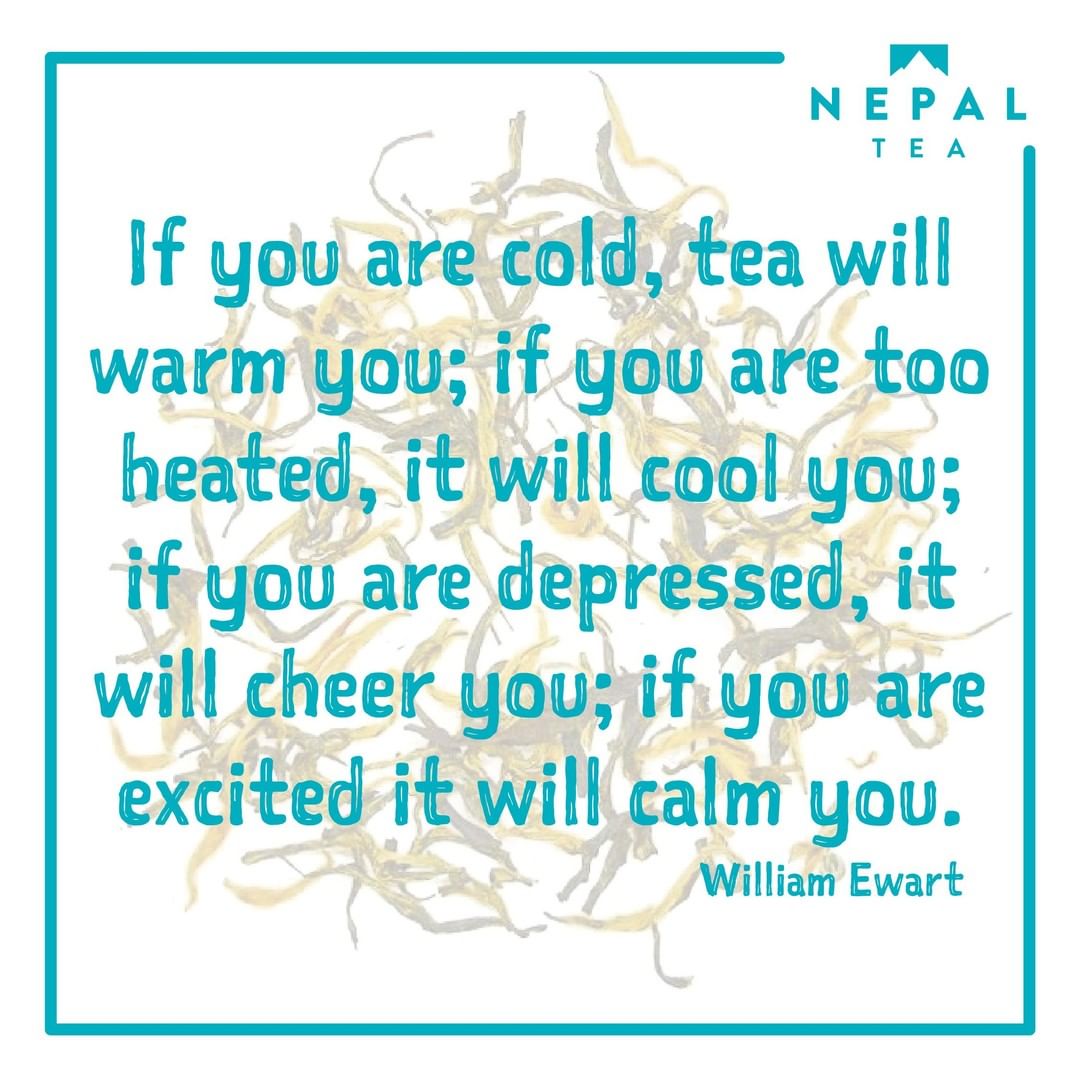 NEPAL
TEA
If you are cold, tea will
warm you; if you are too
heated, it will cool you;
if you are depressed, it
will cheer you; if you are
excited it will calm you.
William Ewart